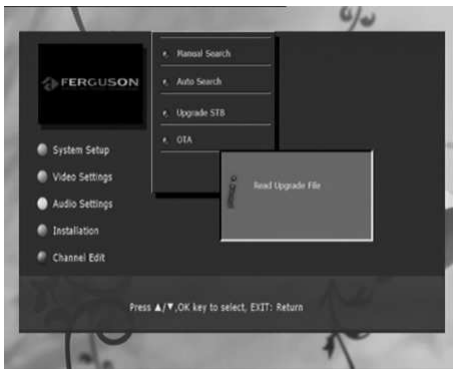 FERGUSON
Manual Search
Auto Search
Upgrade STB
OTA
Read Upgrade File
System Setup
Video Settings
Audio Settings
Installation
Channel Edit
Press ▲/▼,OK key to select, EXIT: Return